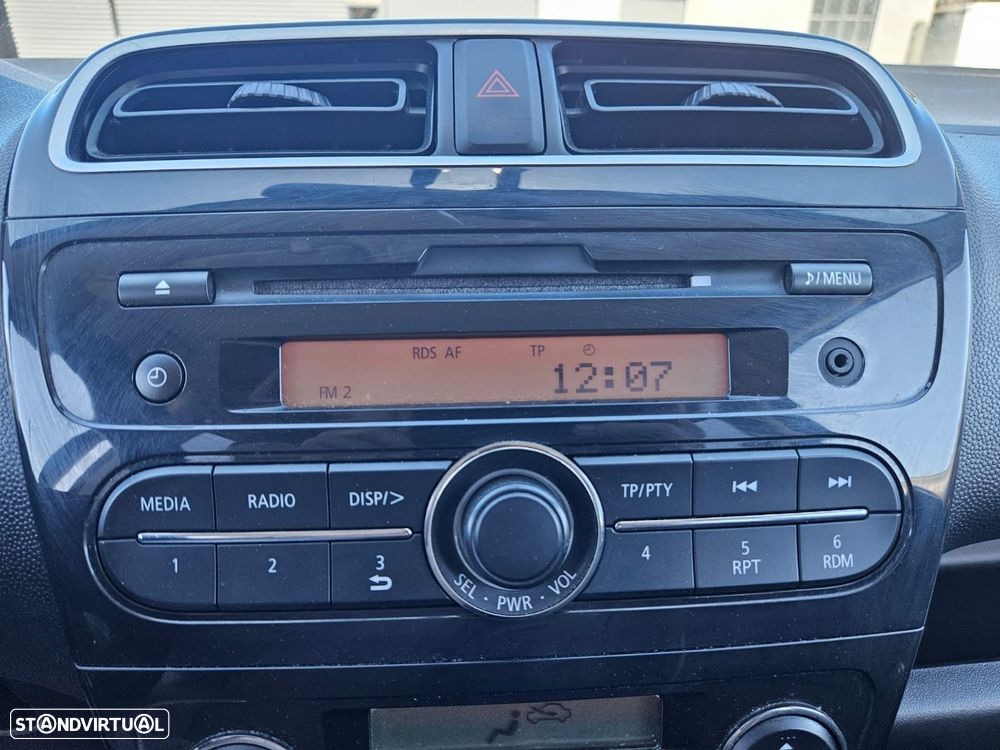 ♪/MENU
RDS AF TP
FM 2 12:07
MEDIA RADIO DISP/> TP/PTY
1 2 3 4 5 6
RPT RDM
SEL · PWR · VOL
STANDVIRTUAL